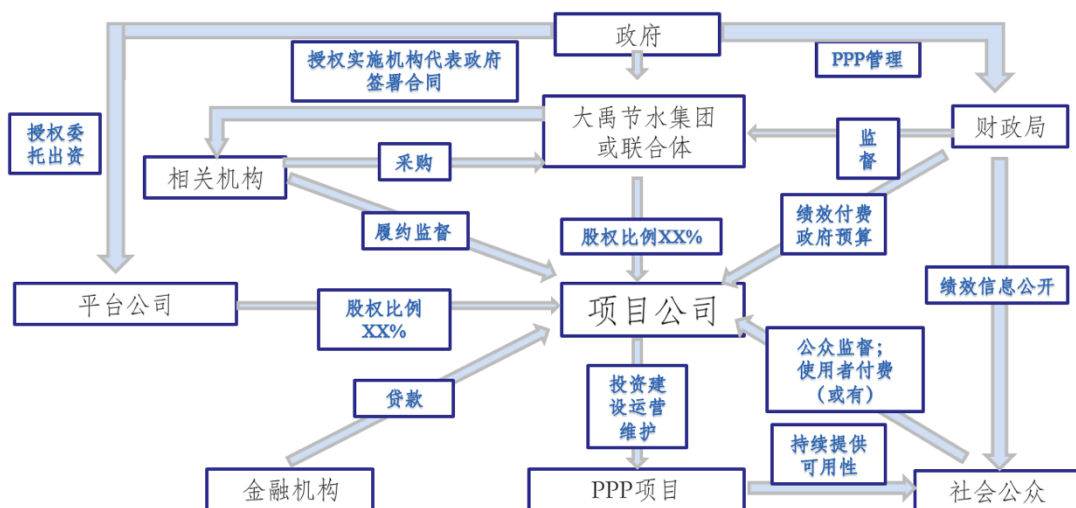 政府
授权实施机构代表政府
签署合同
PPP管理
授权委
托出资
大禹节水集团
或联合体
财政局
监
督
相关机构
采购
履约监督
股权比例XX%
绩效付费
政府预算
绩效信息公开
平台公司
股权比例
XX%
项目公司
公众监督；
使用者付费
（或有）
贷款
投资建
设运营
维护
持续提供
可用性
金融机构
PPP项目
社会公众